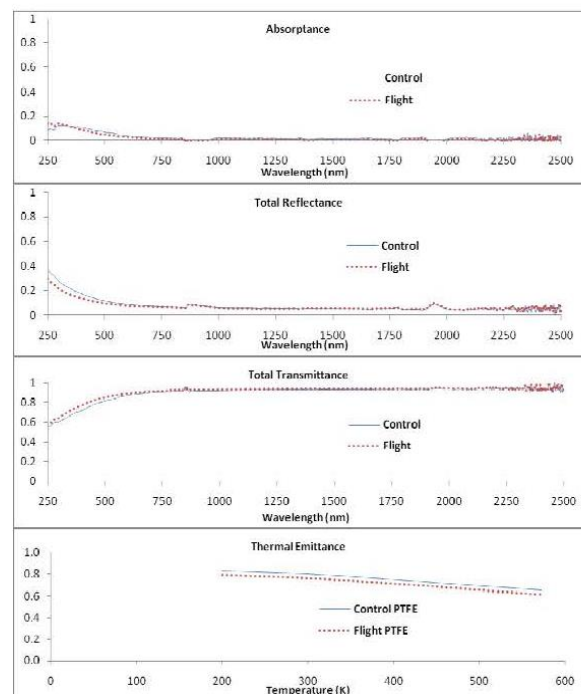 Absorptance
1
0.8
0.6
0.4
0.2
0
Control
Flight
250 500 750 1000 1250 1500 1750 2000 2250 2500
Wavelength (nm)
Total Reflectance
1
0.8
0.6
0.4
0.2
0
Control
Flight
250 500 750 1000 1250 1500 1750 2000 2250 2500
Wavelength (nm)
Total Transmittance
1
0.8
0.6
0.4
0.2
0
Control
Flight
250 500 750 1000 1250 1500 1750 2000 2250 2500
Wavelength (nm)
Thermal Emittance
1.0
0.8
0.6
0.4
0.2
0.0
Control PTFE
Flight PTFE
0 100 200 300 400 500 600
Temperature (K)